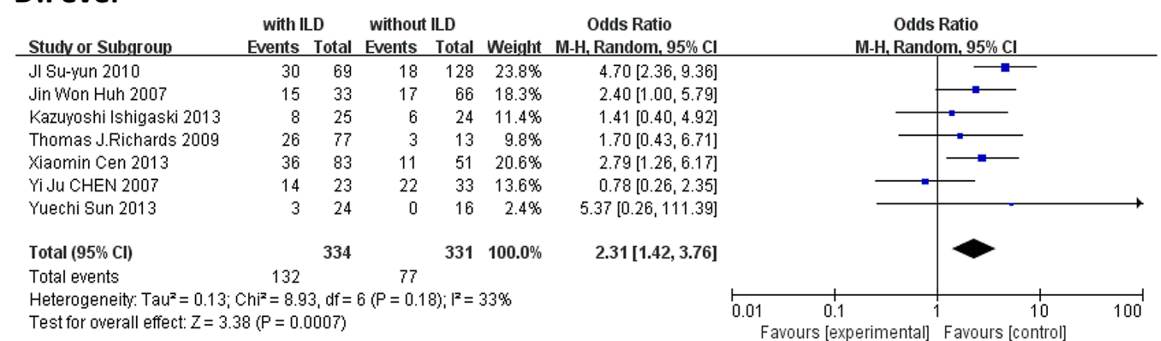 with ILD without ILD Odds Ratio Odds Ratio
Study or Subgroup Events Total Events Total Weight M-H, Random, 95% CI M-H, Random, 95% CI
JI Su-yun 2010 30 69 18 128 23.8% 4.70 [2.36, 9.36]
Jin Won Huh 2007 15 33 17 66 18.3% 2.40 [1.00, 5.79]
Kazuyoshi Ishigaski 2013 8 25 6 24 11.4% 1.41 [0.40, 4.92]
Thomas J.Richards 2009 26 77 3 13 9.8% 1.70 [0.43, 6.71]
Xiaomin Cen 2013 36 83 11 51 20.6% 2.79 [1.26, 6.17]
Yi Ju CHEN 2007 14 23 22 33 13.6% 0.78 [0.26, 2.35]
Yuechi Sun 2013 3 24 0 16 2.4% 5.37 [0.26, 111.39]
Total (95% CI) 334 331 100.0% 2.31 [1.42, 3.76]
Total events 132 77
Heterogeneity: Tau² = 0.13; Chi² = 8.93, df = 6 (P = 0.18); I² = 33%
Test for overall effect: Z = 3.38 (P = 0.0007)
0.01 0.1 1 10 100
Favours [experimental] Favours [control]